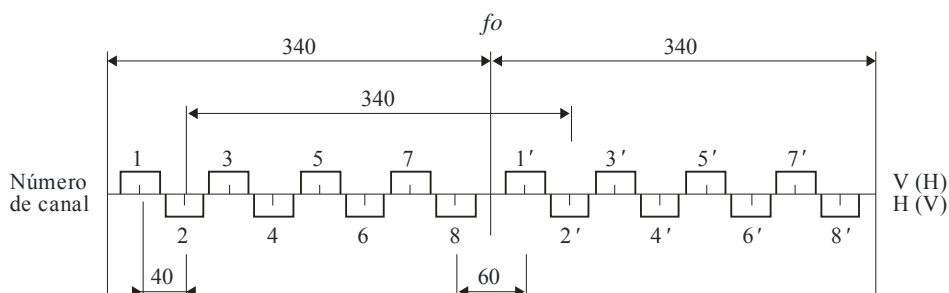 fo
340 340
340
1 3 5 7 1′ 3′ 5′ 7′
Número V (H)
de canal H (V)
2 4 6 8 2′ 4′ 6′ 8′
40 60